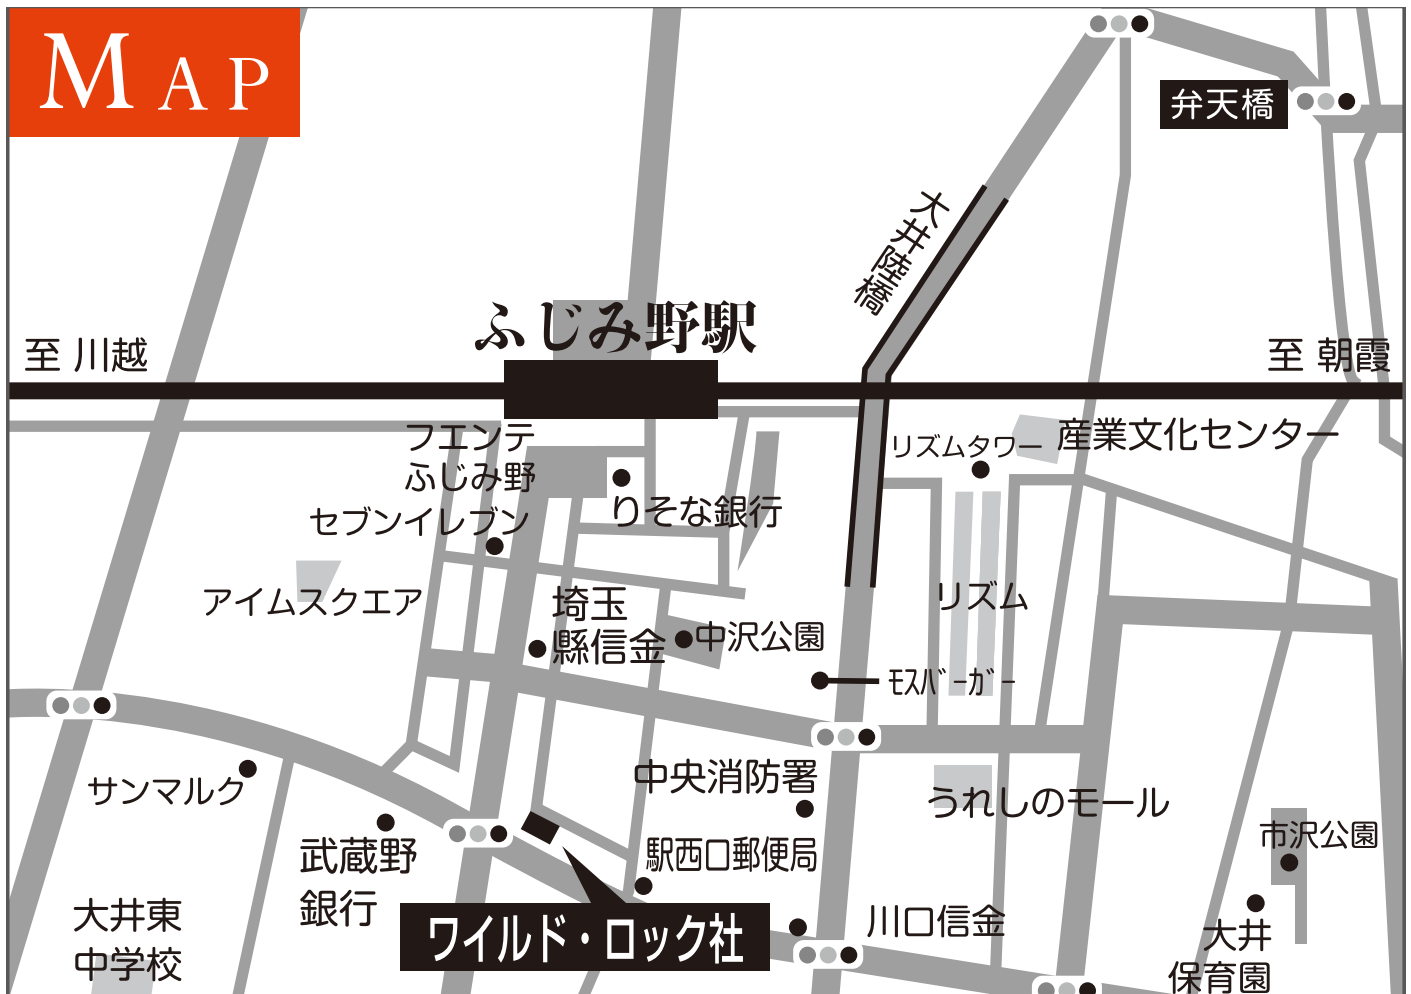 MAP
弁天橋
大井陸橋
ふじみ野駅
至 川越
至 朝霞
フエンテ
ふじみ野
リズムタワー
産業文化センター
りそな銀行
セブンイレブン
アイムスクエア
埼玉
縣信金
中沢公園
リズム
ﾓｽﾊﾞｰｶﾞｰ
サンマルク
中央消防署
うれしのモール
武蔵野
銀行
駅西口郵便局
市沢公園
大井東
中学校
ワイルド・ロック社
川口信金
大井
保育園